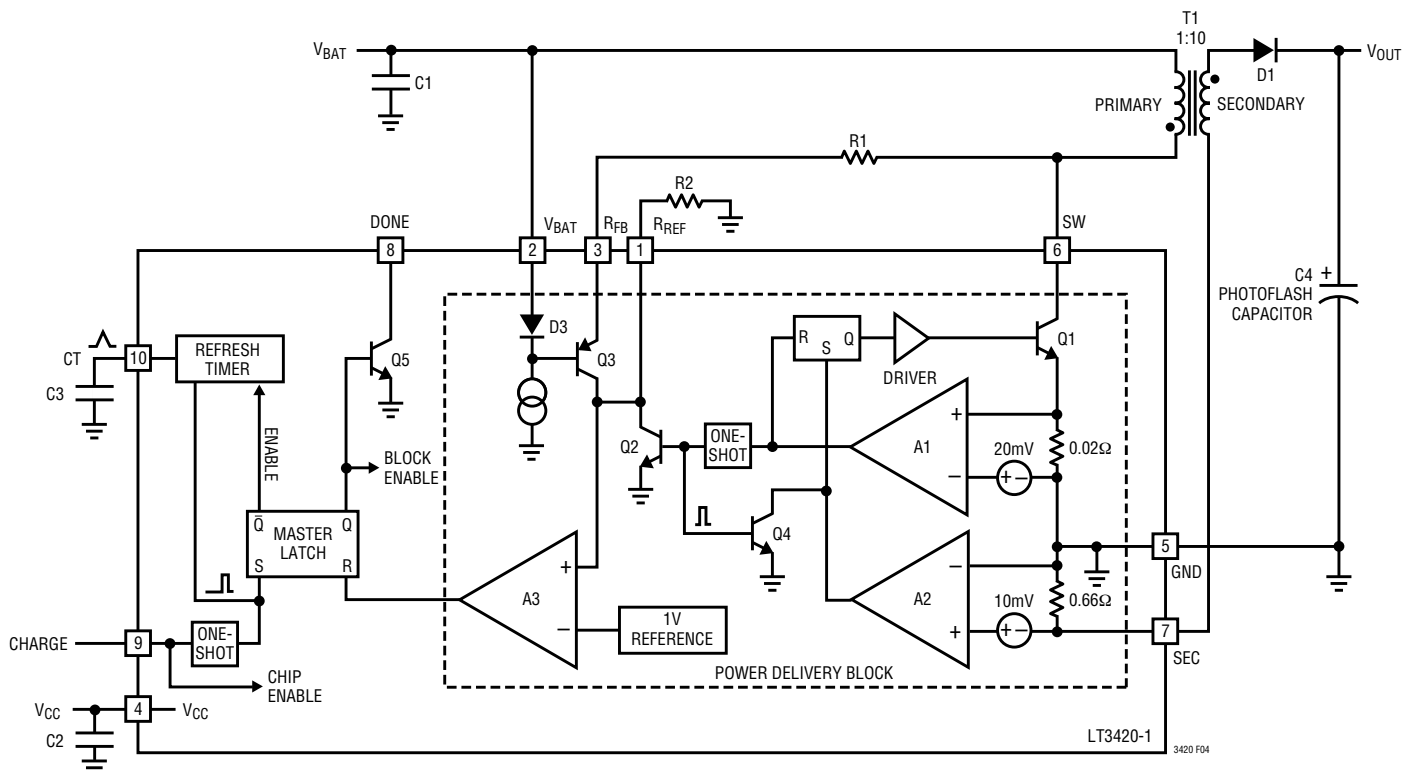 T1
1:10
VBAT
VOUT
C1
D1
PRIMARY
SECONDARY
R1
R2
DONE
VBAT
RFB
RREF
SW
8
2
3
1
6
C4
+
PHOTOFLASH
CAPACITOR
D3
CT
10
REFRESH
TIMER
Q5
Q3
R
S
Q
Q1
DRIVER
C3
ENABLE
Q2
ONE-
SHOT
A1
+
−
20mV
+ −
0.02Ω
BLOCK
ENABLE
Q̄
Q
MASTER
LATCH
S
R
Q4
5
GND
A3
+
−
A2
−
+
10mV
+ −
0.66Ω
1V
REFERENCE
7
SEC
CHARGE
9
ONE-
SHOT
CHIP
ENABLE
POWER DELIVERY BLOCK
VCC
4
VCC
C2
LT3420-1
3420 F04